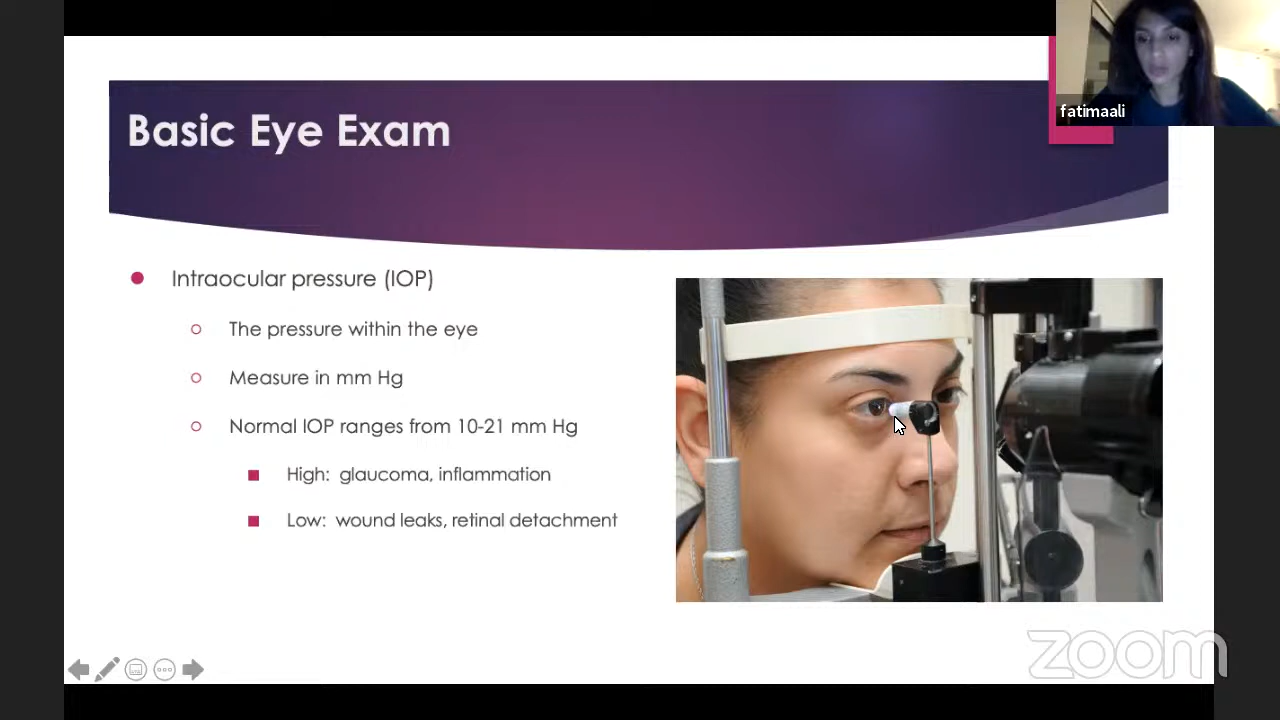 fatimaali
Basic Eye Exam
Intraocular pressure (IOP)
The pressure within the eye
Measure in mm Hg
Normal IOP ranges from 10-21 mm Hg
High: glaucoma, inflammation
Low: wound leaks, retinal detachment
zoom